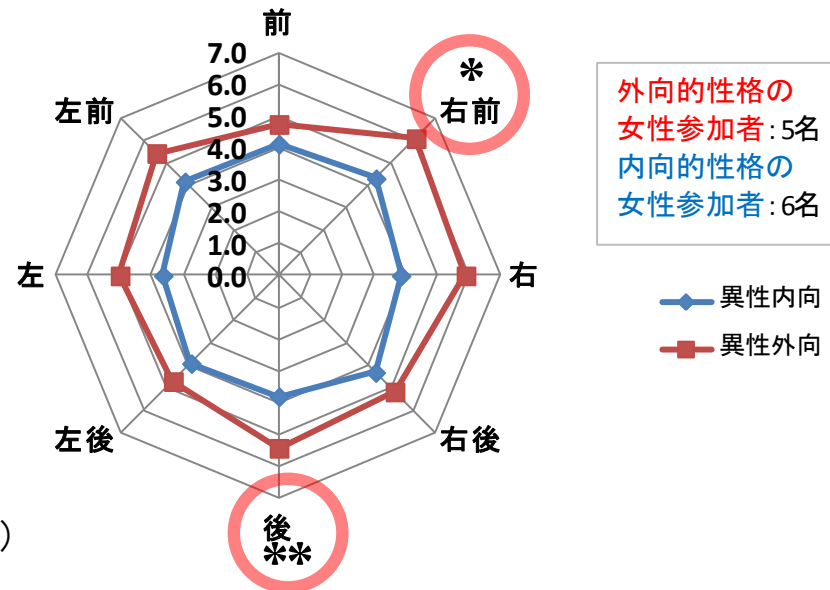 前
7.0
6.0
5.0
4.0
3.0
2.0
1.0
0.0
左前
*
右前
左
右
左後
右後
後
**
)
外向的性格の
女性参加者:5名
内向的性格の
女性参加者:6名
異性内向
異性外向